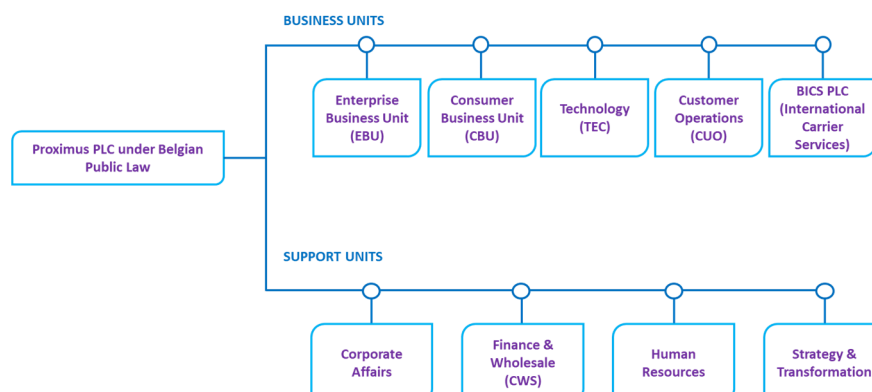 BUSINESS UNITS
Enterprise
Business Unit
(EBU)
Consumer
Business Unit
(CBU)
Technology
(TEC)
Customer
Operations
(CUO)
BICS PLC
(International
Carrier
Services)
Proximus PLC under Belgian
Public Law
SUPPORT UNITS
Corporate
Affairs
Finance &
Wholesale
(CWS)
Human
Resources
Strategy &
Transformation